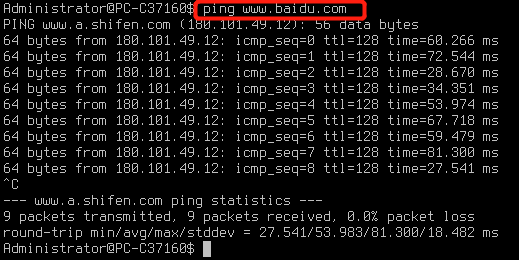 Administrator@PC-C37160$ ping www.baidu.com
PING www.a.shifen.com (180.101.49.12): 56 data bytes
64 bytes from 180.101.49.12: icmp_seq=0 ttl=128 time=60.266 ms
64 bytes from 180.101.49.12: icmp_seq=1 ttl=128 time=72.544 ms
64 bytes from 180.101.49.12: icmp_seq=2 ttl=128 time=28.670 ms
64 bytes from 180.101.49.12: icmp_seq=3 ttl=128 time=34.351 ms
64 bytes from 180.101.49.12: icmp_seq=4 ttl=128 time=53.974 ms
64 bytes from 180.101.49.12: icmp_seq=5 ttl=128 time=67.718 ms
64 bytes from 180.101.49.12: icmp_seq=6 ttl=128 time=59.479 ms
64 bytes from 180.101.49.12: icmp_seq=7 ttl=128 time=81.300 ms
64 bytes from 180.101.49.12: icmp_seq=8 ttl=128 time=27.541 ms
^C
--- www.a.shifen.com ping statistics ---
9 packets transmitted, 9 packets received, 0.0% packet loss
round-trip min/avg/max/stddev = 27.541/53.983/81.300/18.482 ms
Administrator@PC-C37160$